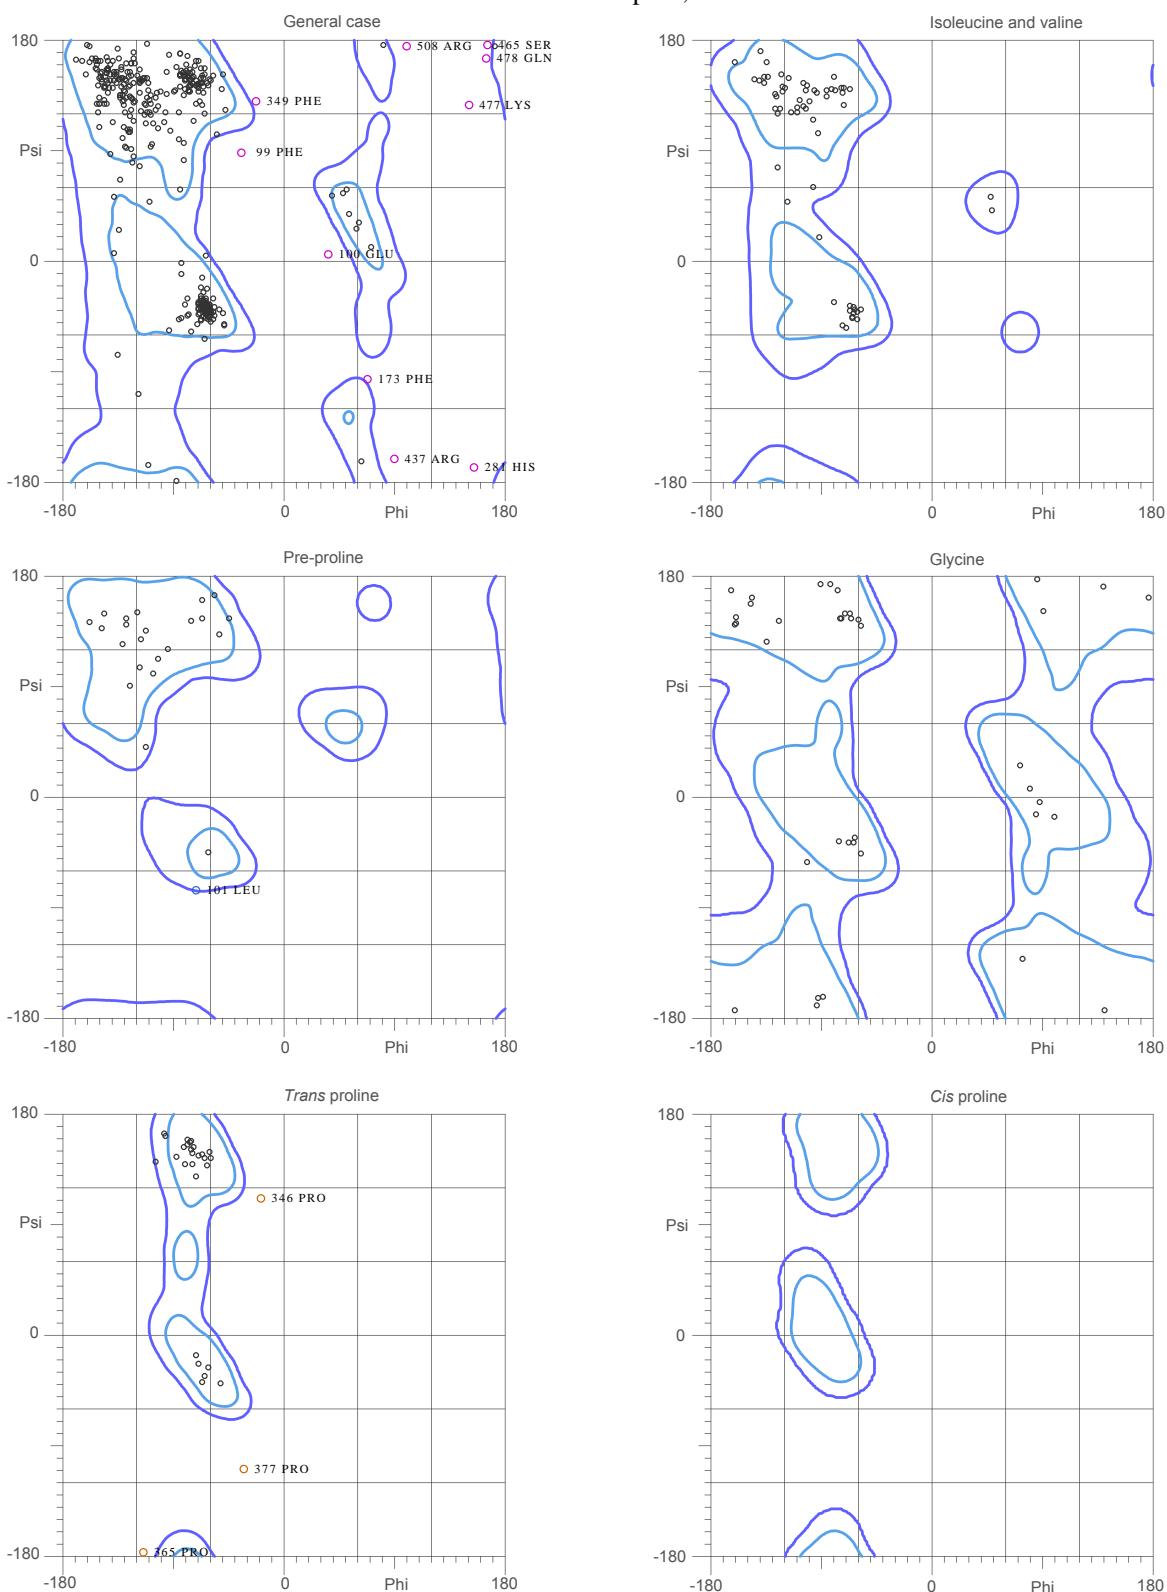 General case
Isoleucine and valine
180
508 ARG
465 SER
478 GLN
349 PHE
477 LYS
Psi
99 PHE
0
100 GLU
173 PHE
437 ARG
281 HIS
-180
-180
0
Phi
180
180
Psi
0
-180
-180
0
Phi
180
Pre-proline
Glycine
180
Psi
0
101 LEU
-180
-180
0
Phi
180
180
Psi
0
-180
-180
0
Phi
180
Trans proline
Cis proline
180
346 PRO
Psi
0
377 PRO
365 PRO
-180
-180
0
Phi
180
180
Psi
0
-180
-180
0
Phi
180